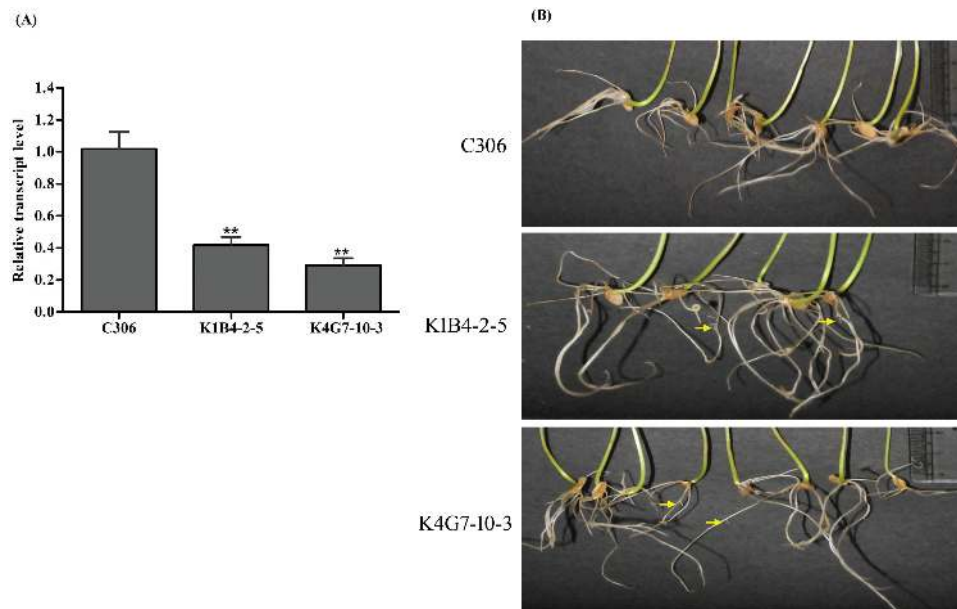 (A)
1.4
1.2
1.0
0.8
0.6
0.4
0.2
0.0
Relative transcript level
**
**
C306
K1B4-2-5
K4G7-10-3
(B)
C306
K1B4-2-5
K4G7-10-3